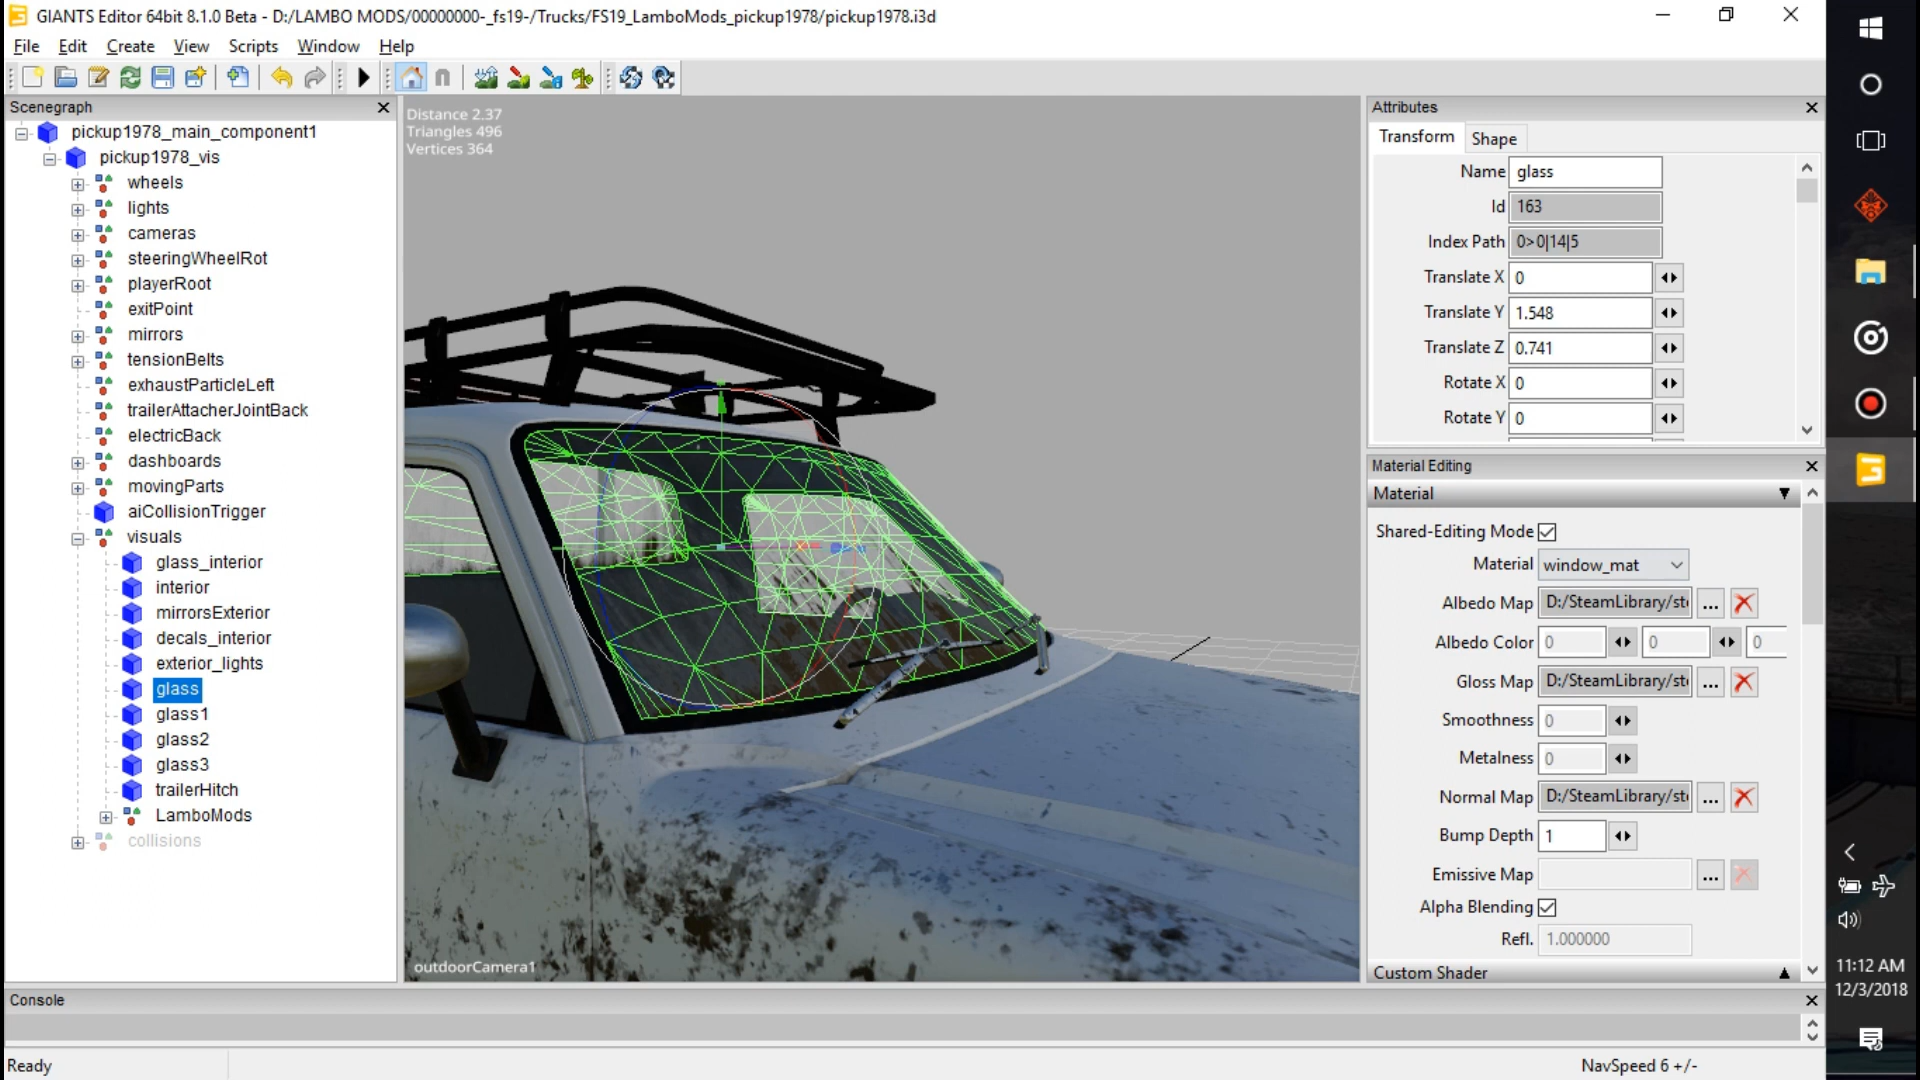 GIANTS Editor 64bit 8.1.0 Beta - D:/LAMBO MODS/00000000-_fs19-/Trucks/FS19_LamboMods_pickup1978/pickup1978.i3d
File Edit Create View Scripts Window Help
Scenegraph
pickup1978_main_component1
pickup1978_vis
wheels
lights
cameras
steeringWheelRot
playerRoot
exitPoint
mirrors
tensionBelts
exhaustParticleLeft
trailerAttacherJointBack
electricBack
dashboards
movingParts
aiCollisionTrigger
visuals
glass_interior
interior
mirrorsExterior
decals_interior
exterior_lights
glass
glass1
glass2
glass3
trailerHitch
LamboMods
collisions
Distance 2.37
Triangles 496
Vertices 364
outdoorCamera1
Attributes
Transform Shape
Name glass
Id 163
Index Path 0>0|14|5
Translate X 0
Translate Y 1.548
Translate Z 0.741
Rotate X 0
Rotate Y 0
Material Editing
Material
Shared-Editing Mode
Material window_mat
Albedo Map D:/SteamLibrary/ste ...
Albedo Color 0 0 0
Gloss Map D:/SteamLibrary/ste ...
Smoothness 0
Metalness 0
Normal Map D:/SteamLibrary/ste ...
Bump Depth 1
Emissive Map ...
Alpha Blending
Refl. 1.000000
Custom Shader
Console
Ready
NavSpeed 6 +/-
11:12 AM
12/3/2018